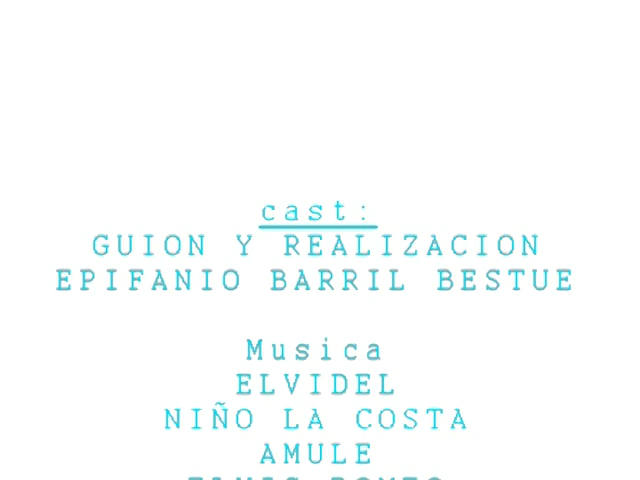 cast:
GUION Y REALIZACION
EPIFANIO BARRIL BESTUE
Musica
ELVIDEL
NIÑO LA COSTA
AMULE